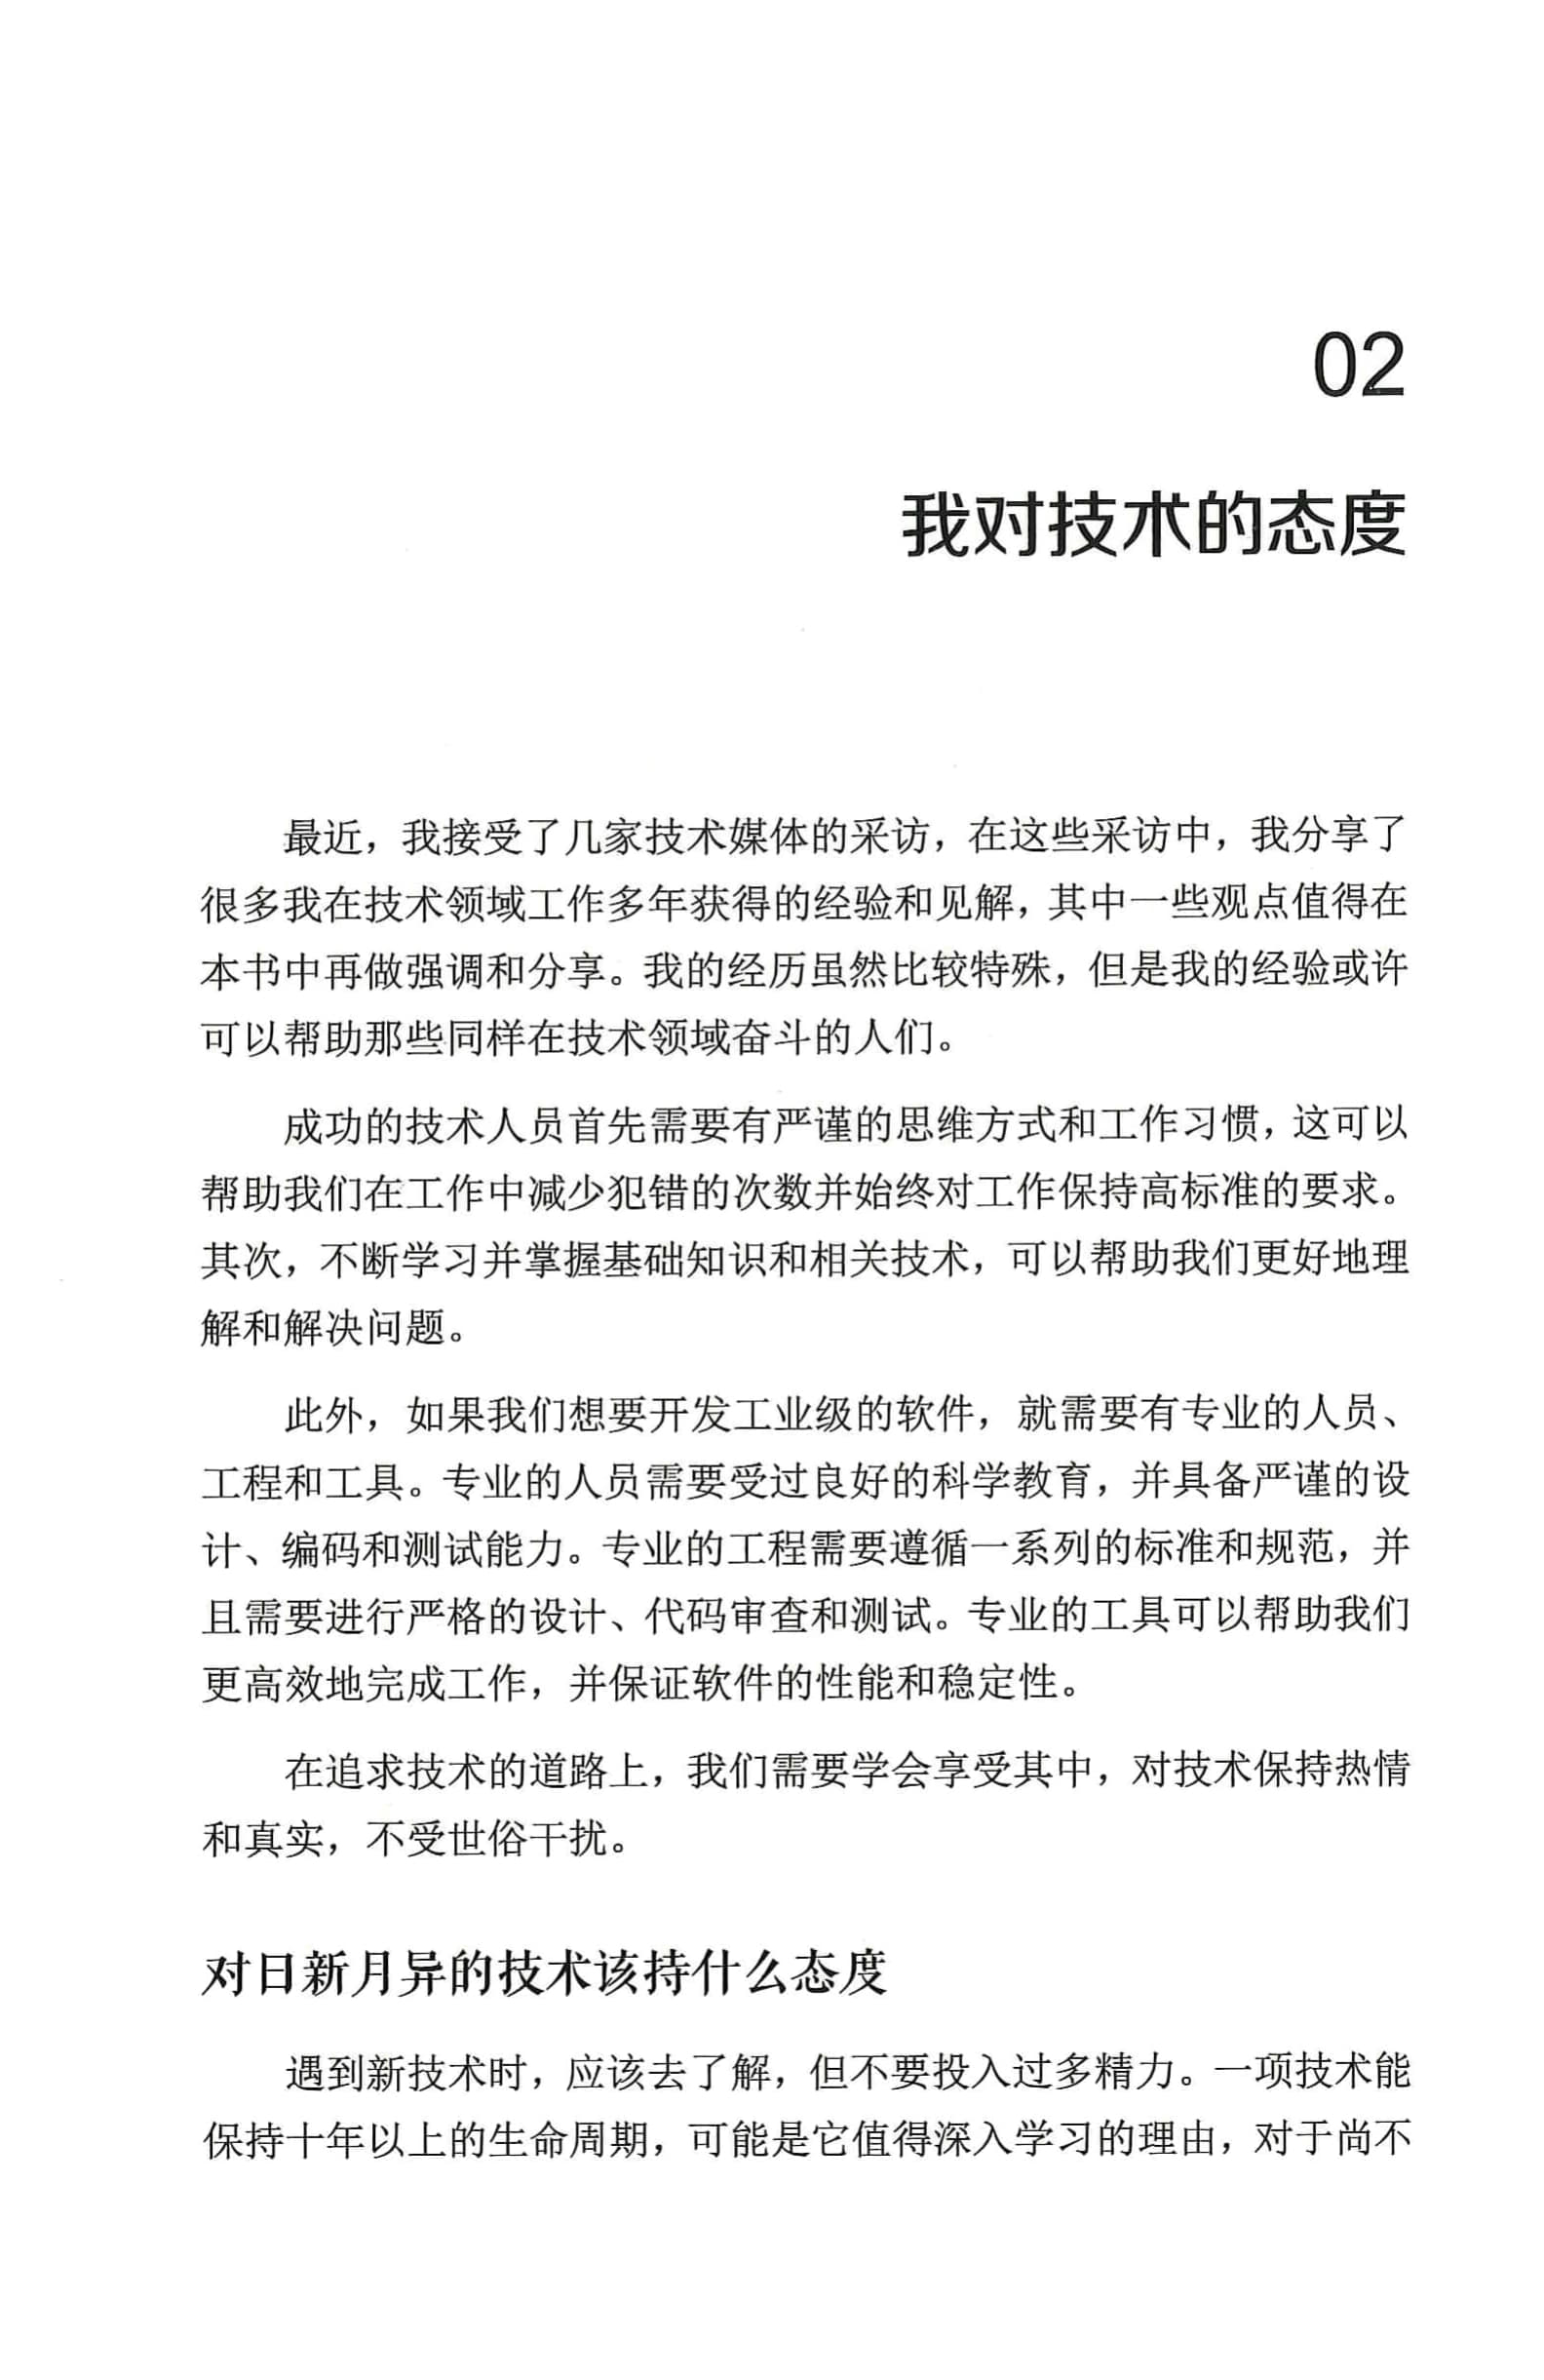 02
我对技术的态度
最近，我接受了几家技术媒体的采访，在这些采访中，我分享了
很多我在技术领域工作多年获得的经验和见解，其中一些观点值得在
本书中再做强调和分享。我的经历虽然比较特殊，但是我的经验或许
可以帮助那些同样在技术领域奋斗的人们。
成功的技术人员首先需要有严谨的思维方式和工作习惯，这可以
帮助我们在工作中减少犯错的次数并始终对工作保持高标准的要求。
其次，不断学习并掌握基础知识和相关技术，可以帮助我们更好地理
解和解决问题。
此外，如果我们想要开发工业级的软件，就需要有专业的人员、
工程和工具。专业的人员需要受过良好的科学教育，并具备严谨的设
计、编码和测试能力。专业的工程需要遵循一系列的标准和规范，并
且需要进行严格的设计、代码审查和测试。专业的工具可以帮助我们
更高效地完成工作，并保证软件的性能和稳定性。
在追求技术的道路上，我们需要学会享受其中，对技术保持热情
和真实，不受世俗干扰。
对日新月异的技术该持什么态度
遇到新技术时，应该去了解，但不要投入过多精力。一项技术能
保持十年以上的生命周期，可能是它值得深入学习的理由，对于尚不